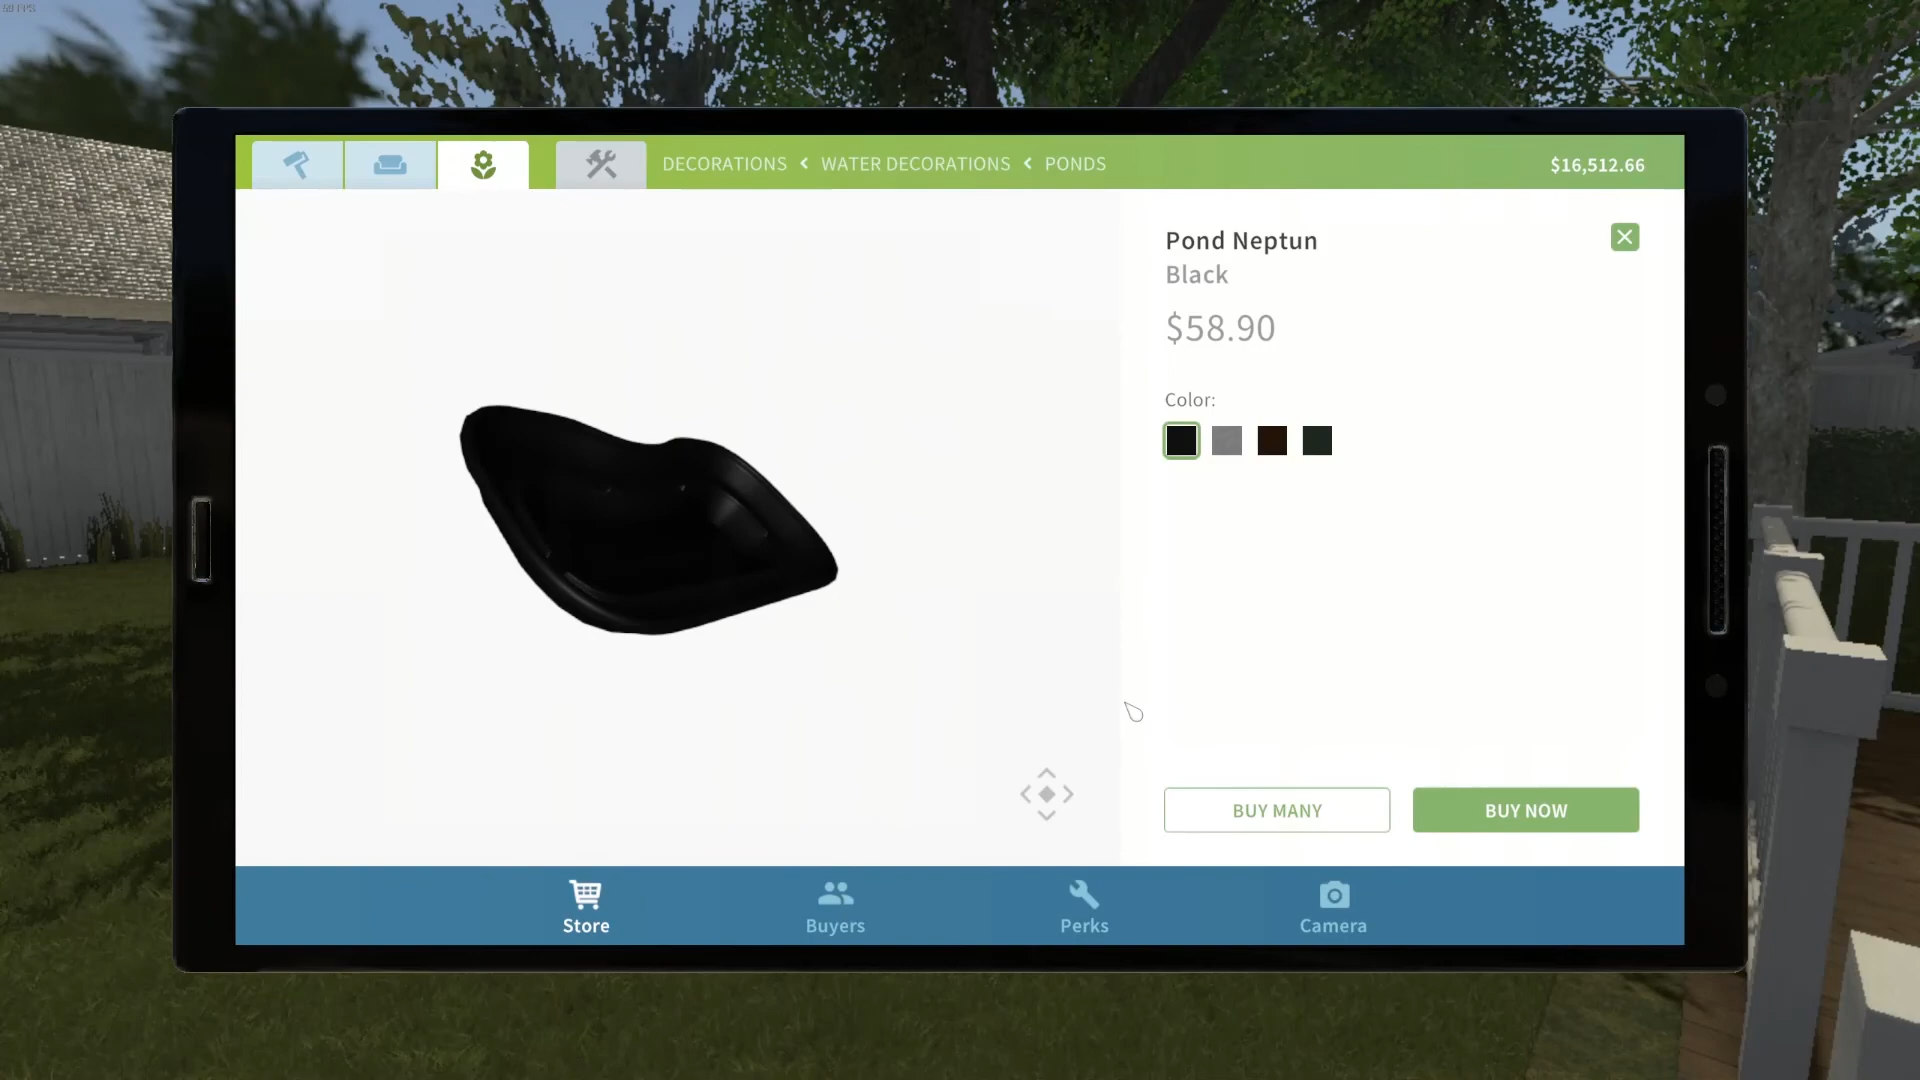 DECORATIONS < WATER DECORATIONS < PONDS
$16,512.66
Pond Neptun
Black
$58.90
Color:
BUY MANY
BUY NOW
Store
Buyers
Perks
Camera